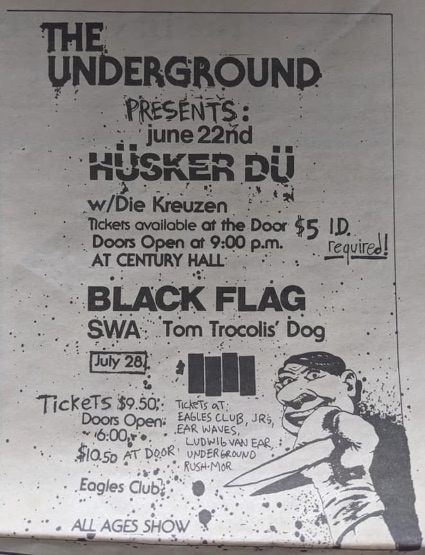 THE
UNDERGROUND
PRESENTS:
june 22nd
HÜSKER DÜ
w/Die Kreuzen
Tickets available at the Door $5 I.D.
required!
Doors Open at 9:00 p.m.
AT CENTURY HALL
BLACK FLAG
SWA Tom Trocolis' Dog
July 28
TickeTs $9.50
Doors Open
6:00
$10.50 AT DOOR
Eagles Club
TickeTs aT:
EAGLES CLUB, JR's,
EAR WAVES,
LUDWIG VAN EAR,
UNDERGROUND
RUSH-MOR
ALL AGES SHOW